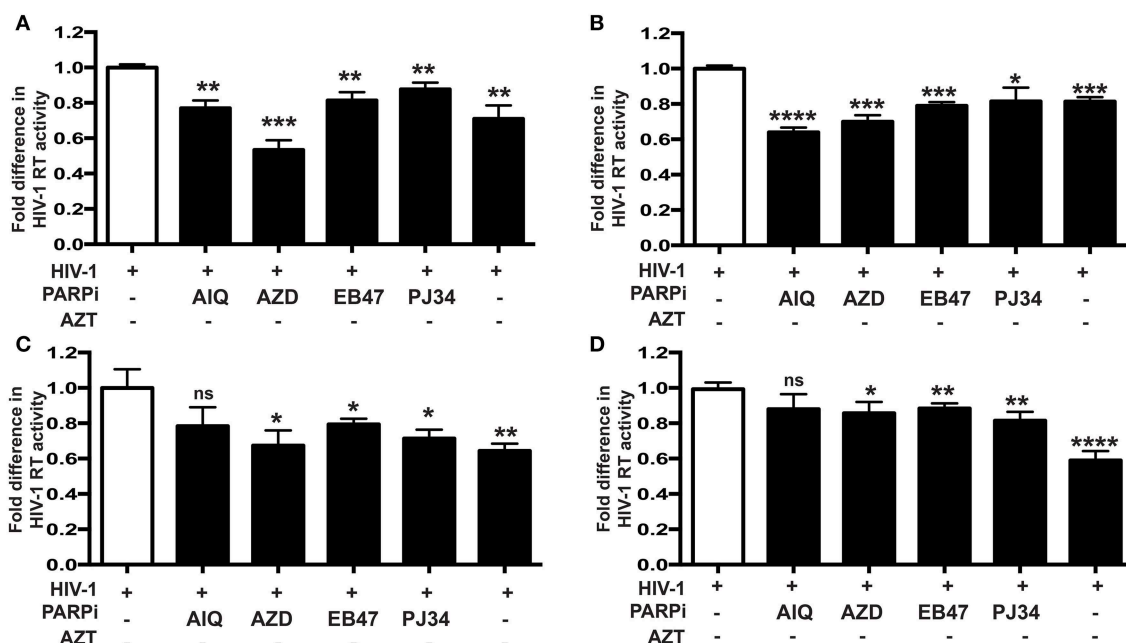 A
Fold difference in
HIV-1 RT activity
1.2
1.0
0.8
0.6
0.4
0.2
0.0
** *** ** ** **
HIV-1 + + + + + +
PARPi - AIQ AZD EB47 PJ34 -
AZT - - - - - -
B
Fold difference in
HIV-1 RT activity
1.2
1.0
0.8
0.6
0.4
0.2
0.0
**** *** *** * ***
HIV-1 + + + + + +
PARPi - AIQ AZD EB47 PJ34 -
AZT - - - - - -
C
Fold difference in
HIV-1 RT activity
1.2
1.0
0.8
0.6
0.4
0.2
0.0
ns * * * **
HIV-1 + + + + + +
PARPi - AIQ AZD EB47 PJ34 -
AZT - - - - - -
D
Fold difference in
HIV-1 RT activity
1.2
1.0
0.8
0.6
0.4
0.2
0.0
ns * ** ** ****
HIV-1 + + + + + +
PARPi - AIQ AZD EB47 PJ34 -
AZT - - - - - -